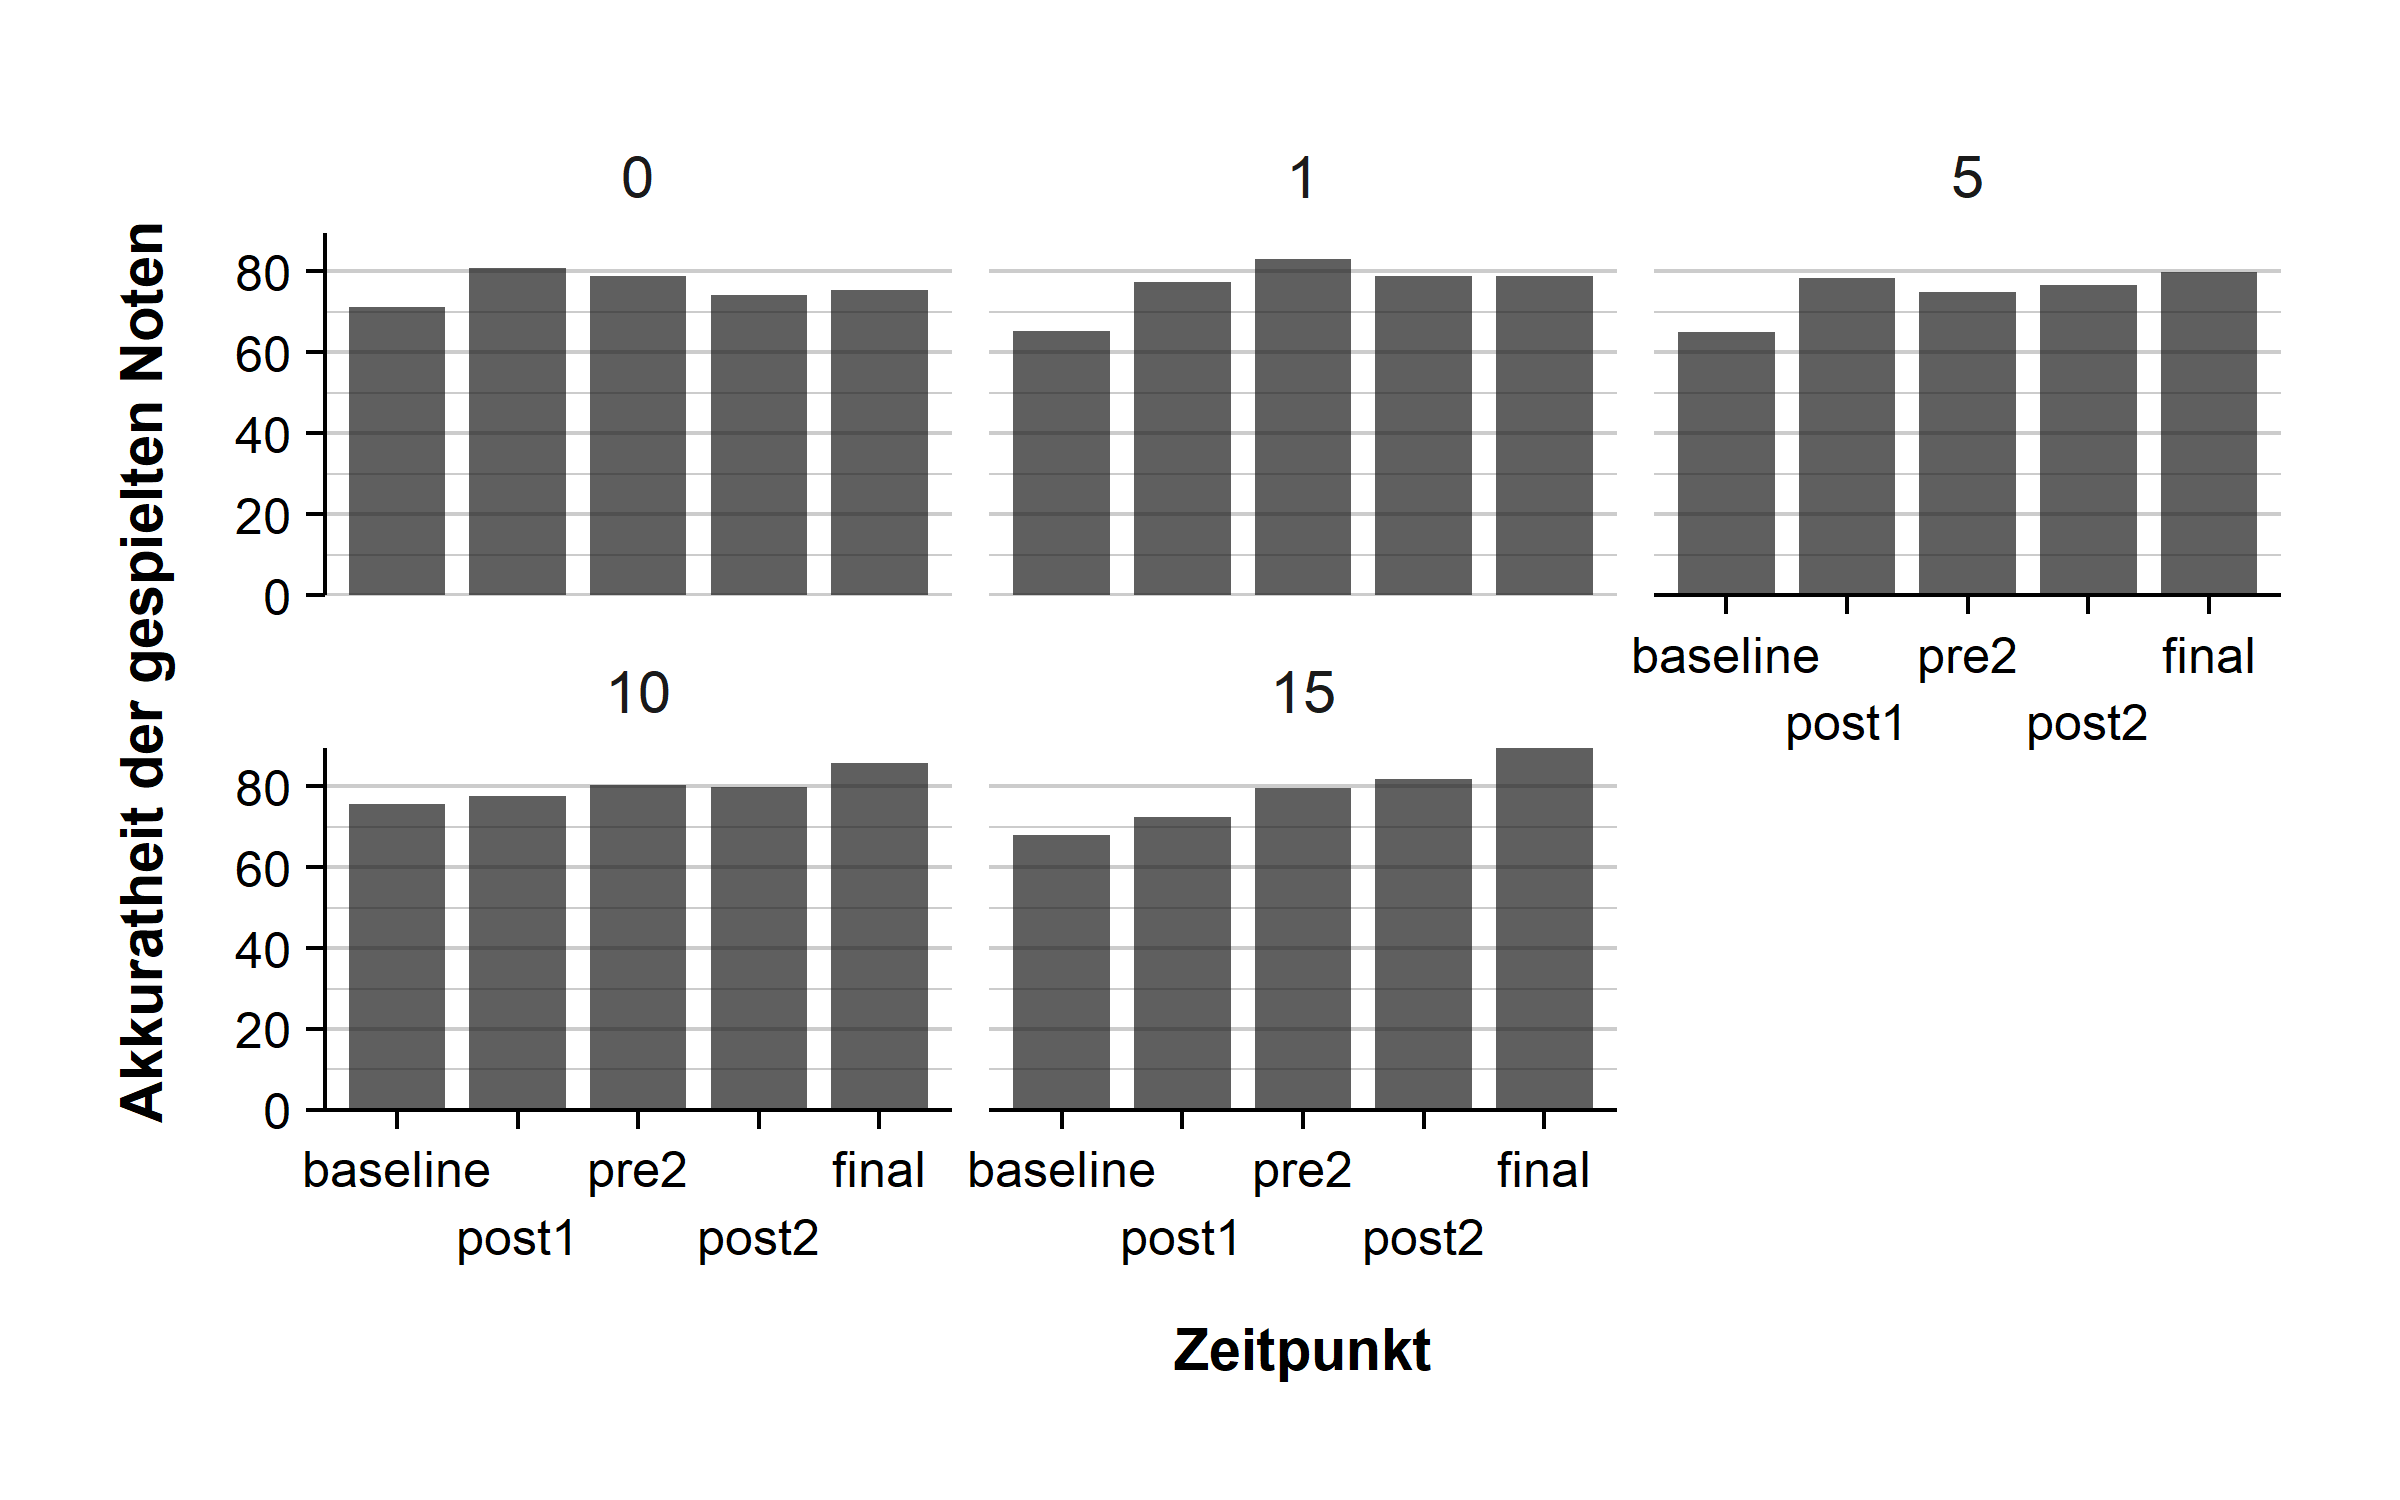 Akkuratheit der gespielten Noten
0
1
5
80
60
40
20
0
baseline
post1
pre2
post2
final
10
15
80
60
40
20
0
baseline
post1
pre2
post2
final
baseline
post1
pre2
post2
final
Zeitpunkt